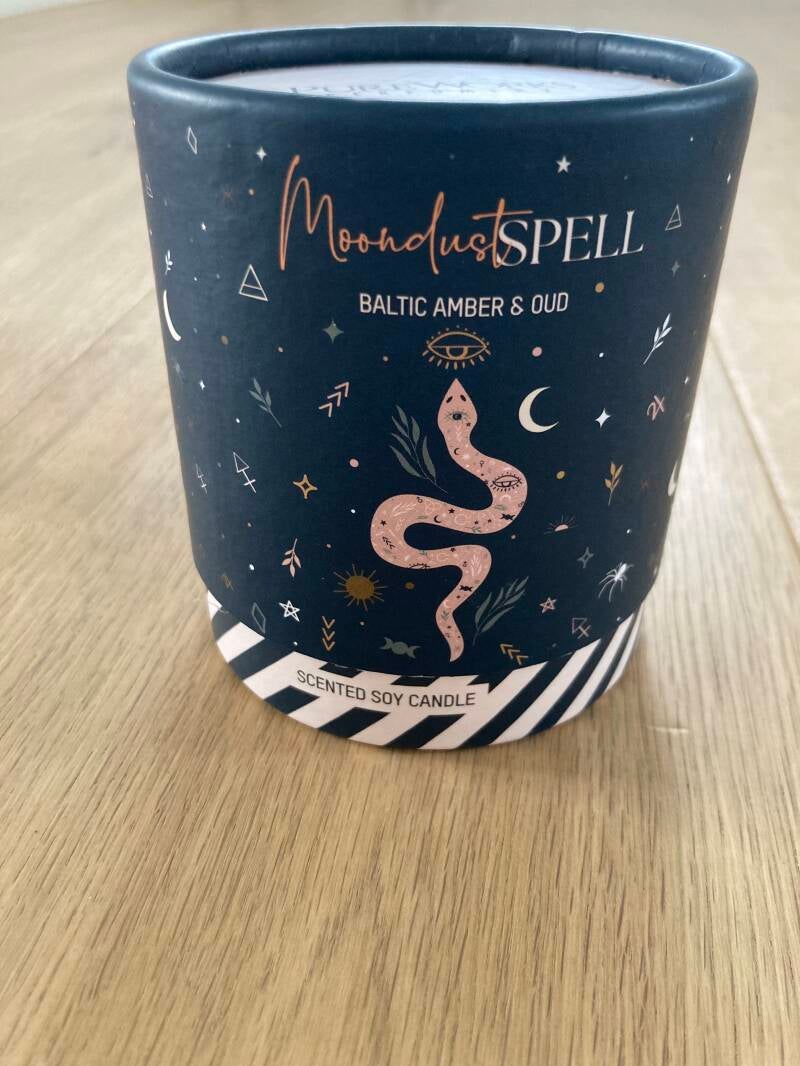 MoondustSPELL
BALTIC AMBER & OUD
SCENTED SOY CANDLE